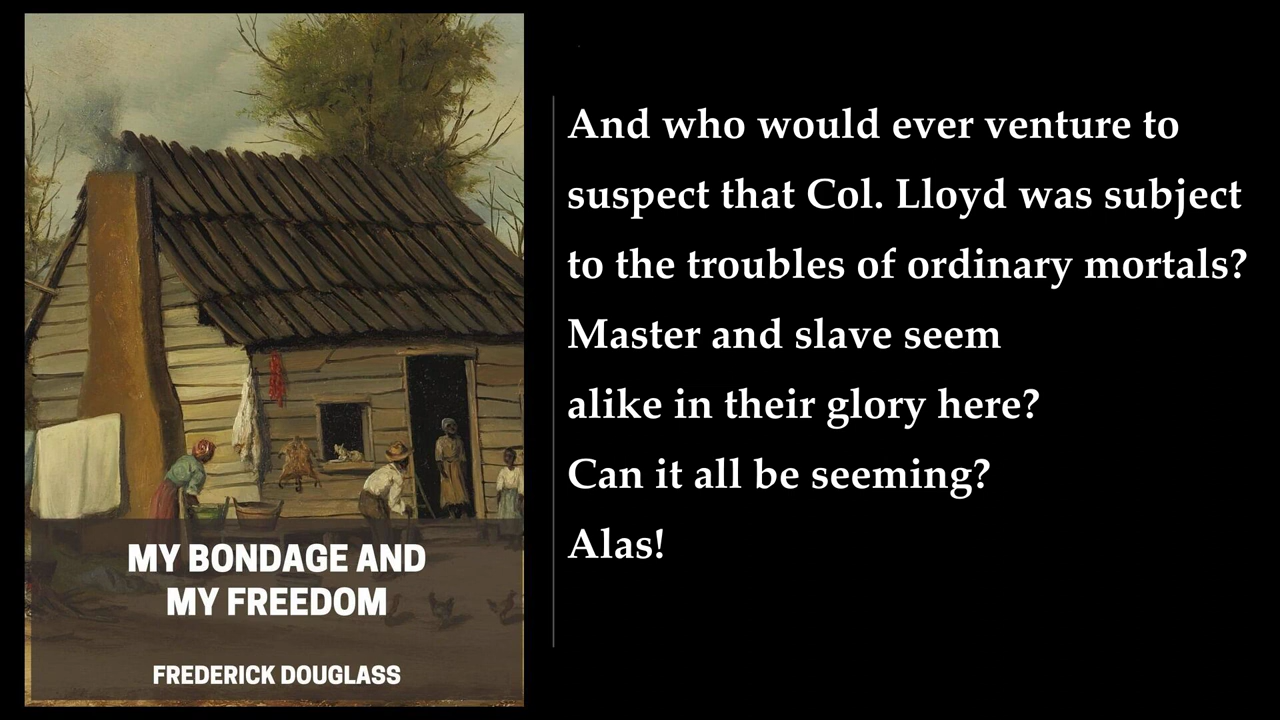 MY BONDAGE AND
MY FREEDOM
FREDERICK DOUGLASS
And who would ever venture to
suspect that Col. Lloyd was subject
to the troubles of ordinary mortals?
Master and slave seem
alike in their glory here?
Can it all be seeming?
Alas!